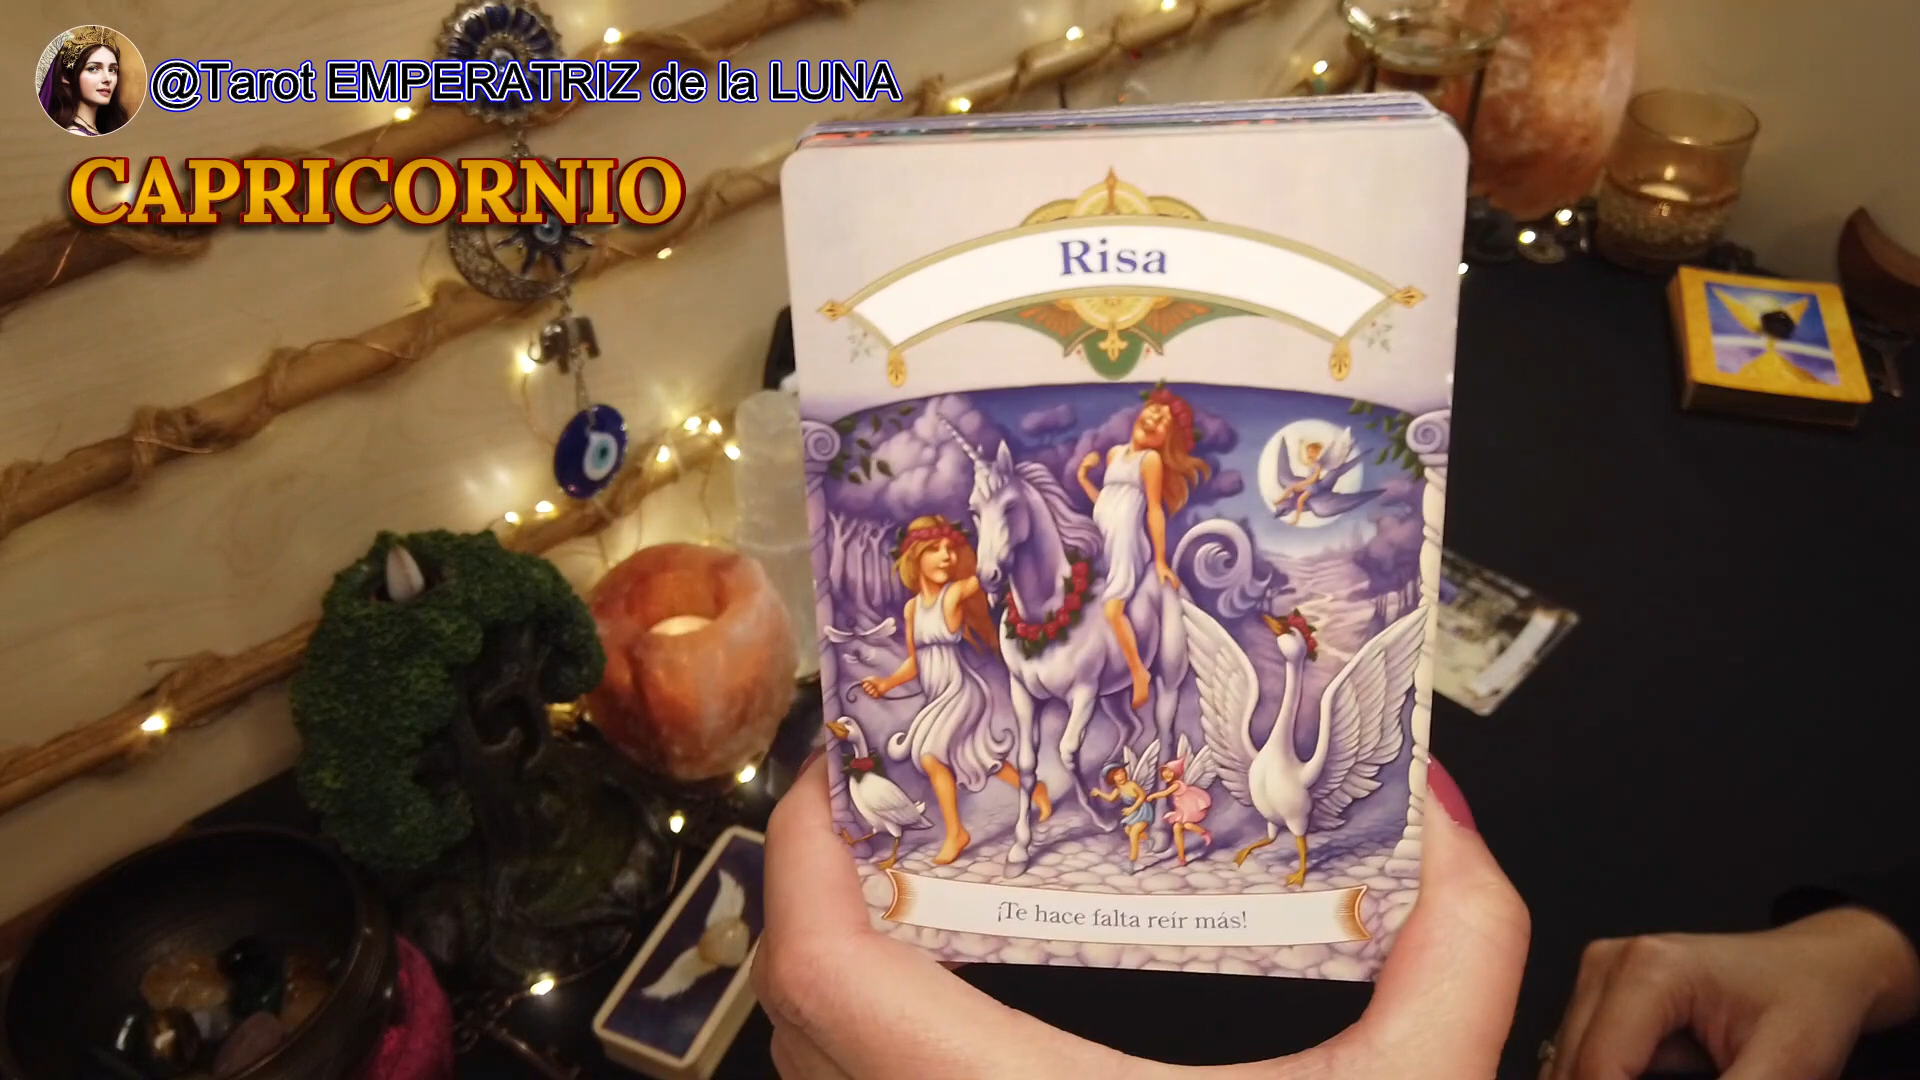 @Tarot EMPERATRIZ de la LUNA
CAPRICORNIO
Risa
¡Te hace falta reír más!